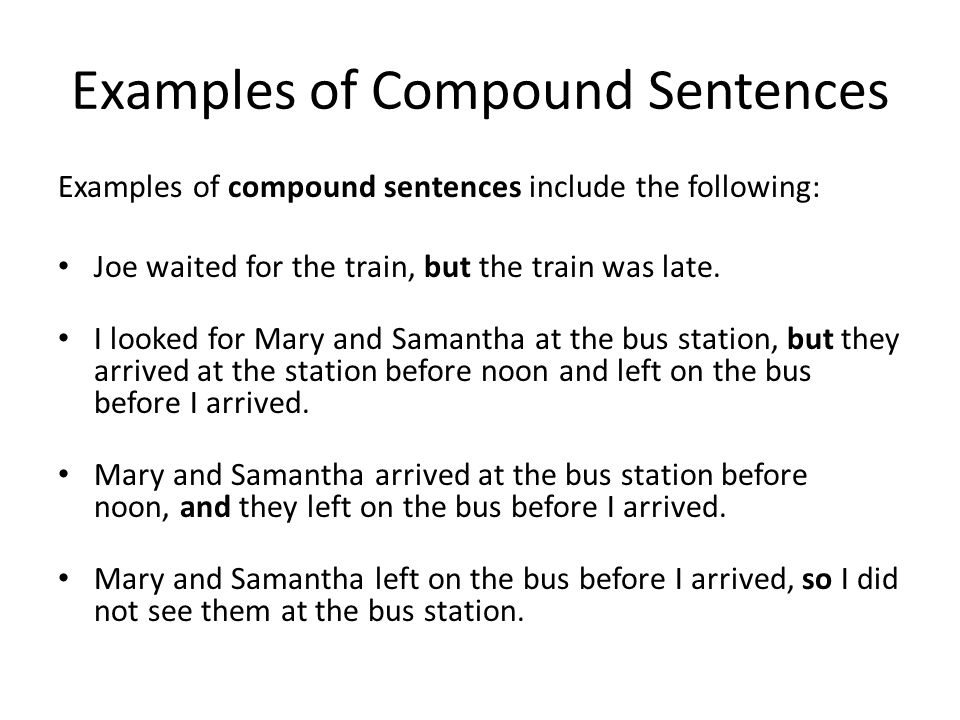 Examples of Compound Sentences
Examples of compound sentences include the following:
• Joe waited for the train, but the train was late.
• I looked for Mary and Samantha at the bus station, but they
arrived at the station before noon and left on the bus
before I arrived.
• Mary and Samantha arrived at the bus station before
noon, and they left on the bus before I arrived.
• Mary and Samantha left on the bus before I arrived, so I did
not see them at the bus station.